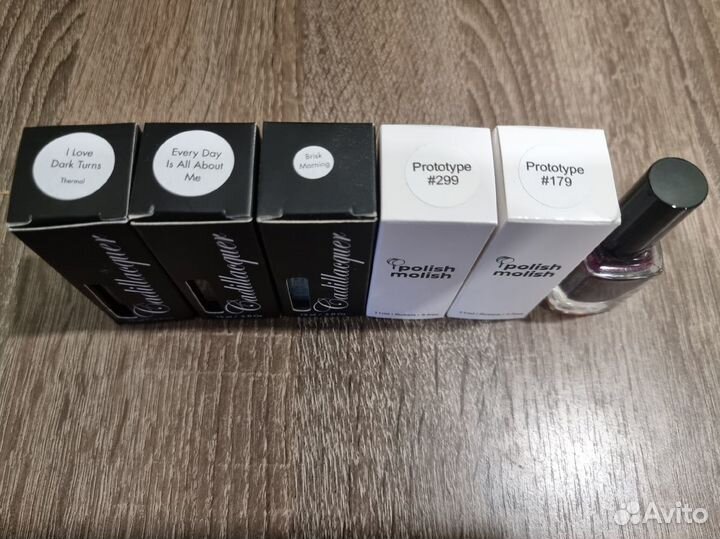 I Love
Dark Turns
Thermal
Every Day
Is All About
Me
Brisk
Morning
Prototype
#299
Prototype
#179
Cadillacquer
Cadillacquer
Cadillacquer
polish
molish
polish
molish
Avito